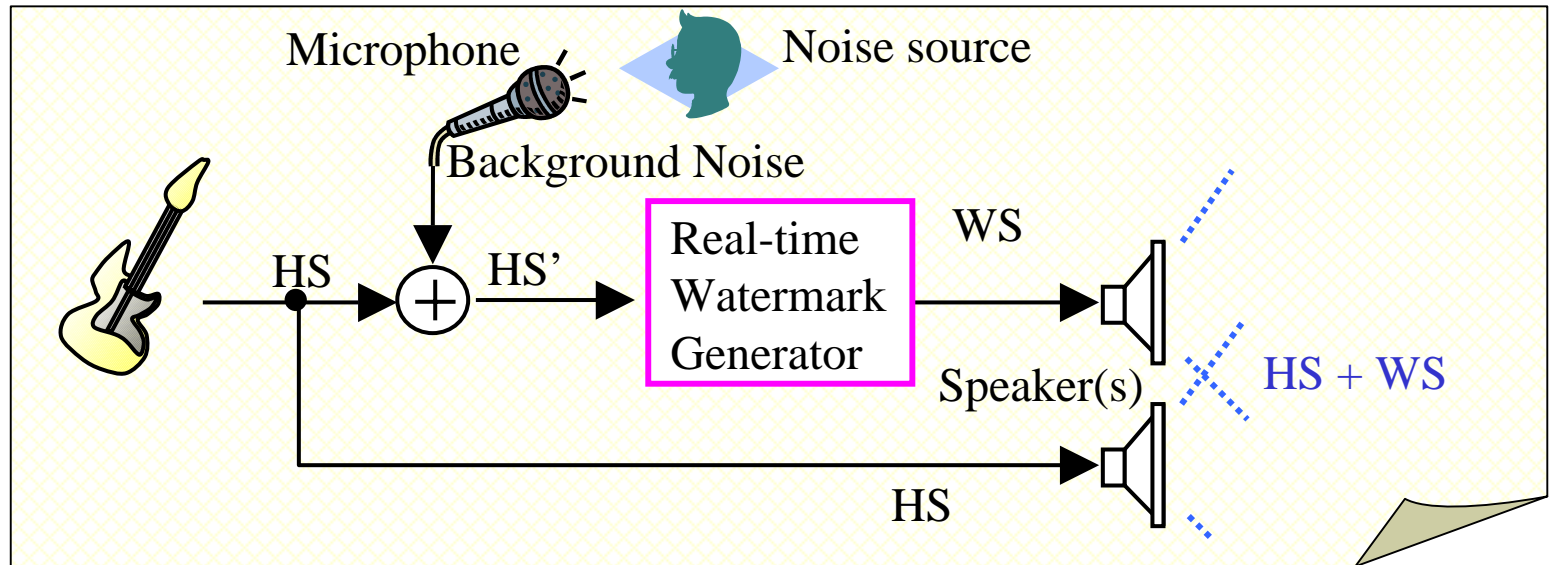 Microphone
Noise source
Background Noise
HS
HS’
Real-time
Watermark
Generator
WS
Speaker(s)
HS + WS
HS